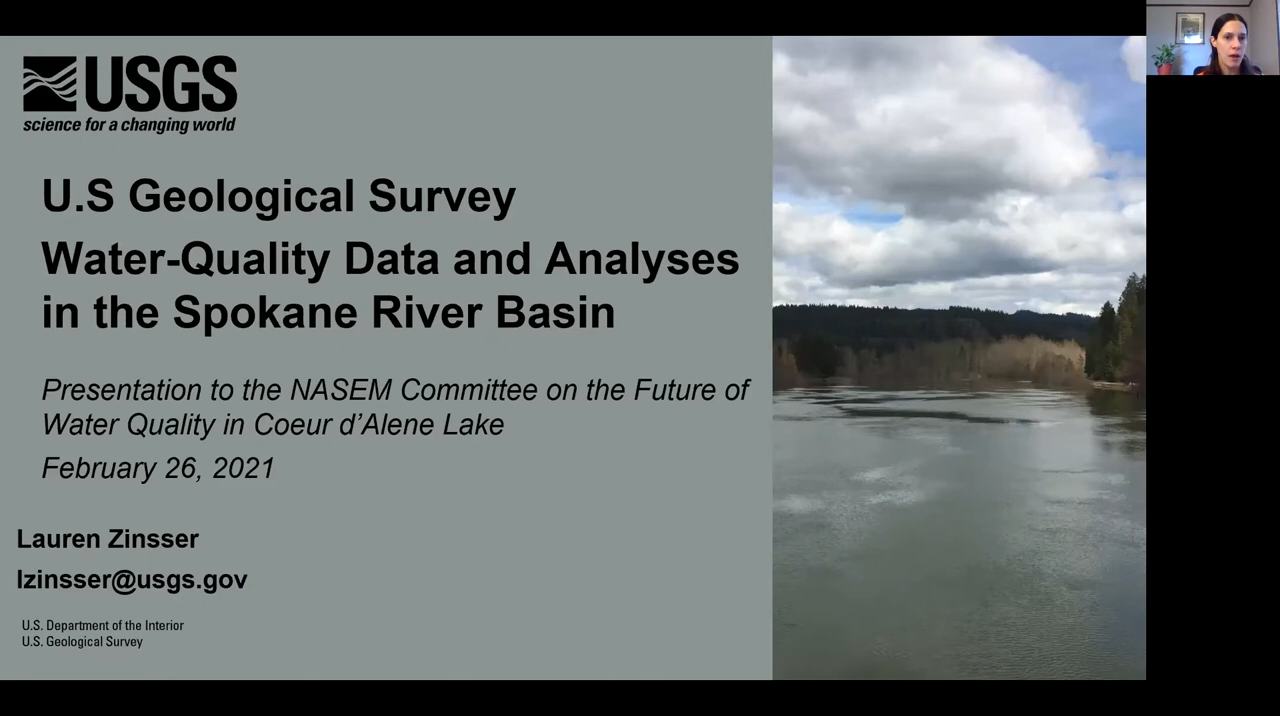 USGS
science for a changing world
U.S Geological Survey
Water-Quality Data and Analyses
in the Spokane River Basin
Presentation to the NASEM Committee on the Future of
Water Quality in Coeur d’Alene Lake
February 26, 2021
Lauren Zinsser
lzinsser@usgs.gov
U.S. Department of the Interior
U.S. Geological Survey